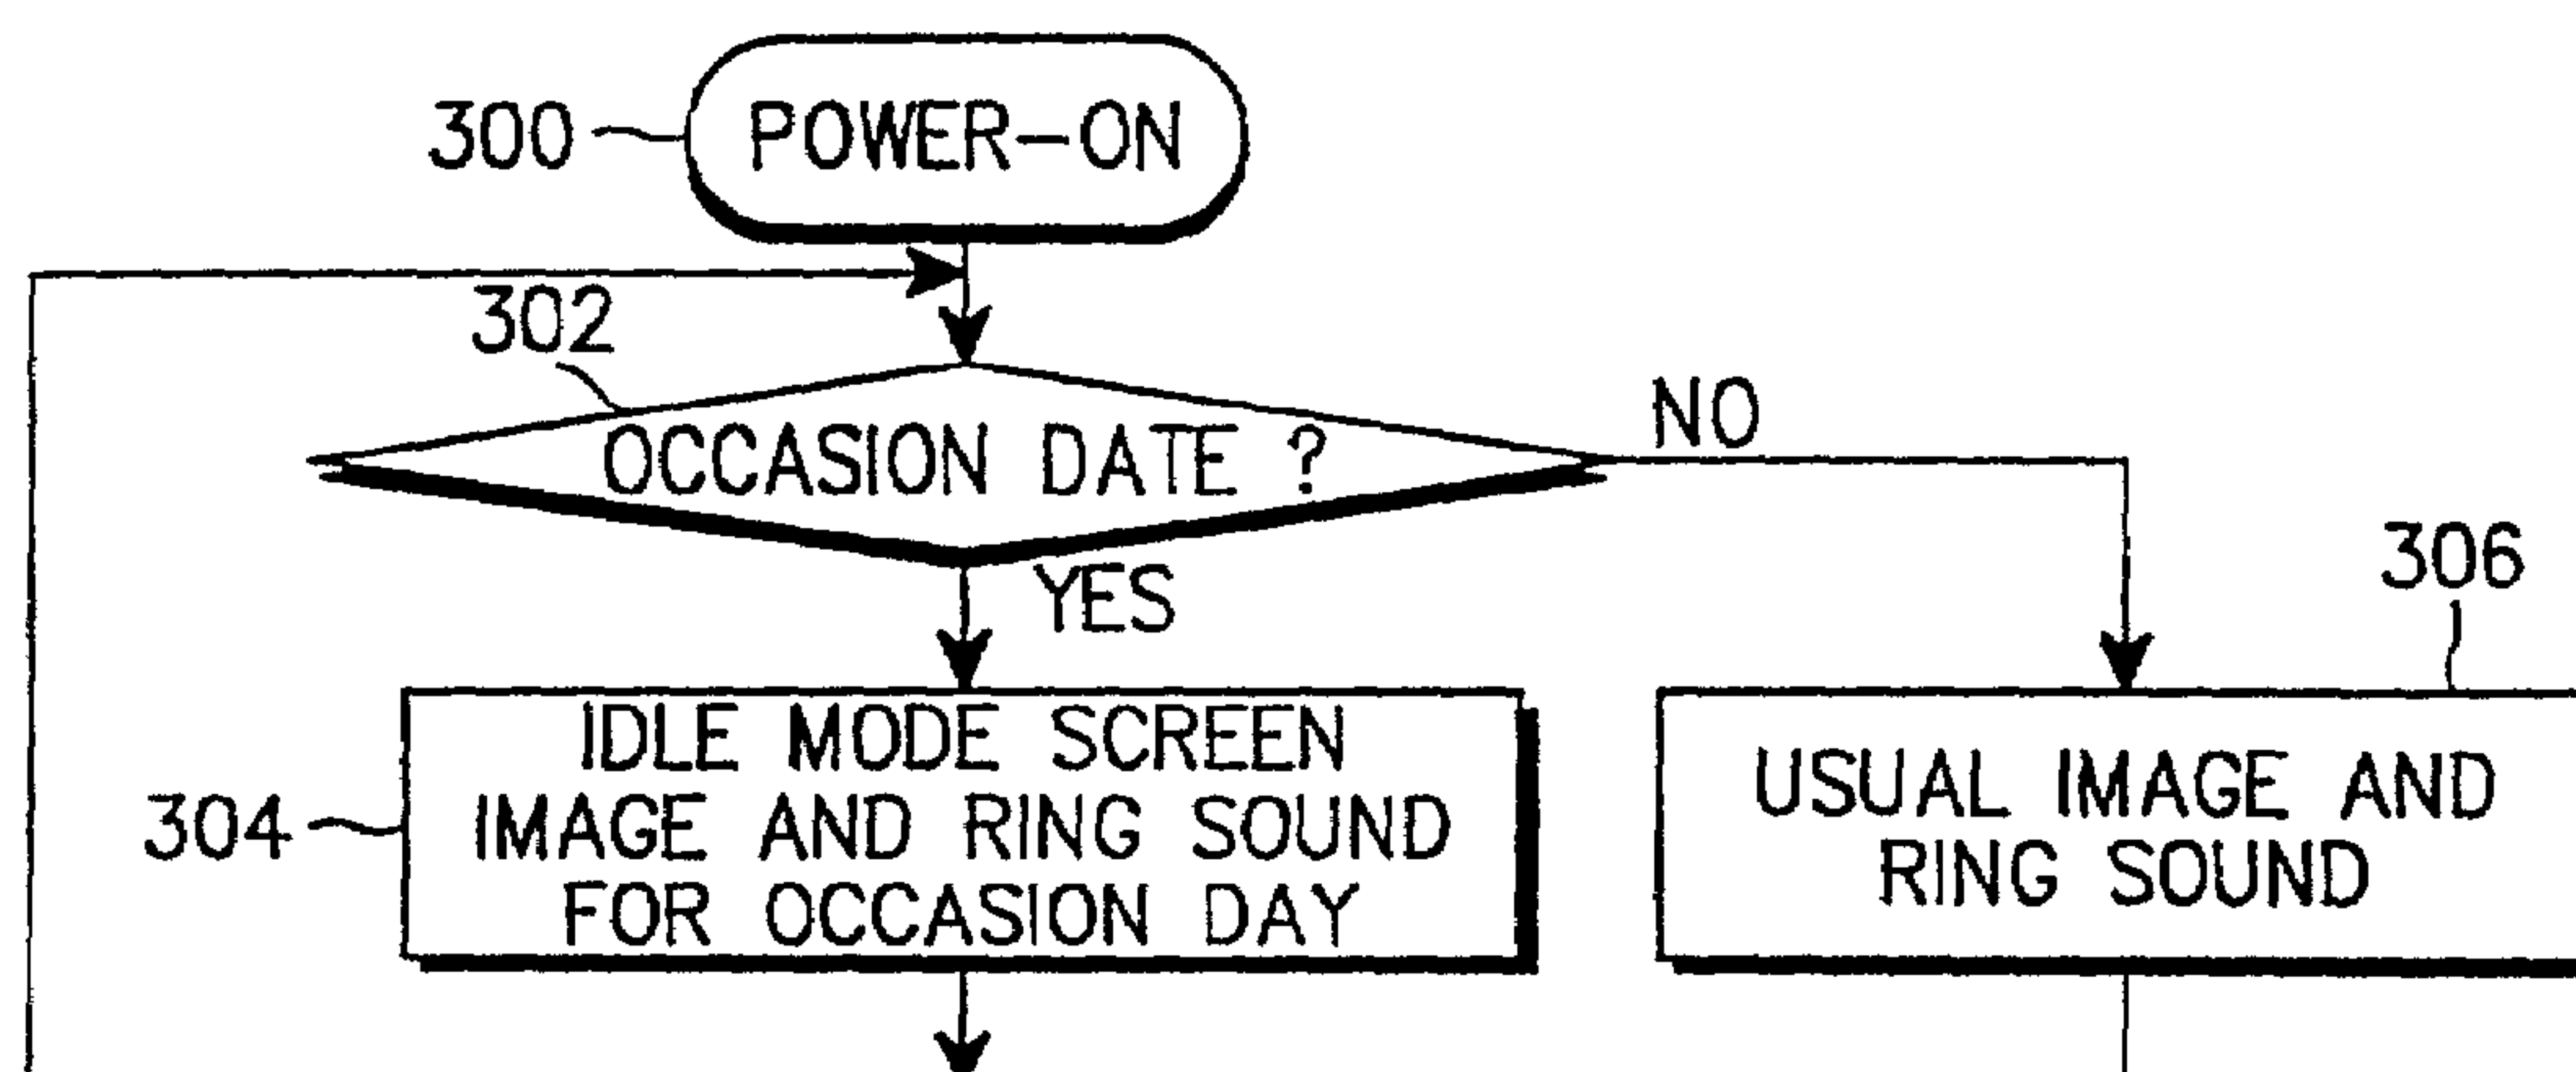 300
POWER-ON
302
OCCASION DATE ?
NO
YES
306
304
IDLE MODE SCREEN
IMAGE AND RING SOUND
FOR OCCASION DAY
USUAL IMAGE AND
RING SOUND